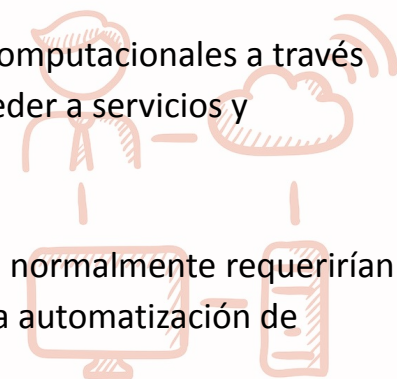 omputacionales a través
eder a servicios y
normalmente requerirían
a automatización de